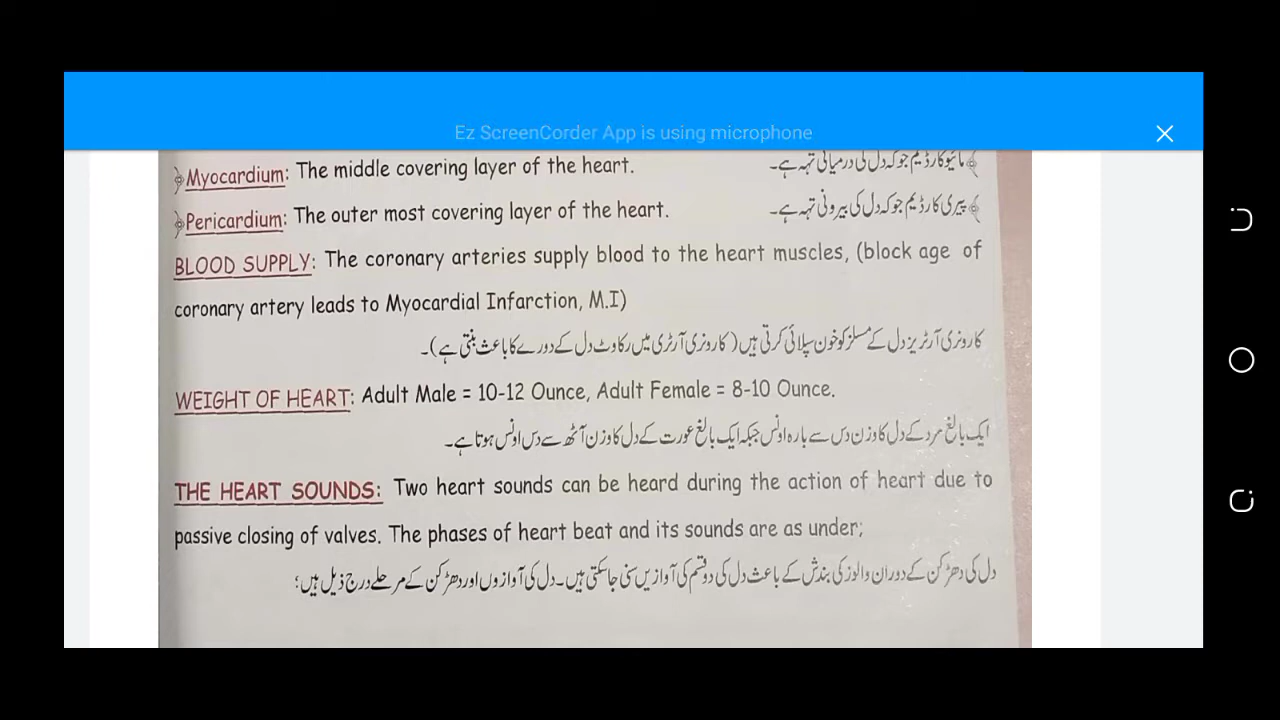 Ez ScreenCorder App is using microphone
Myocardium: The middle covering layer of the heart.
مائیوکارڈیم جو کہ دل کی درمیانی تہہ ہے۔
Pericardium: The outer most covering layer of the heart.
پیری کارڈیم جو کہ دل کی بیرونی تہہ ہے۔
BLOOD SUPPLY: The coronary arteries supply blood to the heart muscles, (block age of
coronary artery leads to Myocardial Infarction, M.I)
کارونری آرٹریز دل کے مسلز کو خون سپلائی کرتی ہیں (کارونری آرٹری میں رکاوٹ دل کے دورے کا باعث بنتی ہے)۔
WEIGHT OF HEART: Adult Male = 10-12 Ounce, Adult Female = 8-10 Ounce.
ایک بالغ مرد کے دل کا وزن دس سے بارہ اونس جبکہ ایک بالغ عورت کے دل کا وزن آٹھ سے دس اونس ہوتا ہے۔
THE HEART SOUNDS: Two heart sounds can be heard during the action of heart due to
passive closing of valves. The phases of heart beat and its sounds are as under;
دل کی دھڑکن کے دوران والوز کی بندش کے باعث دل کی دو قسم کی آوازیں سنی جا سکتی ہیں۔ دل کی آوازوں اور دھڑکن کے مرحلے درج ذیل ہیں؛